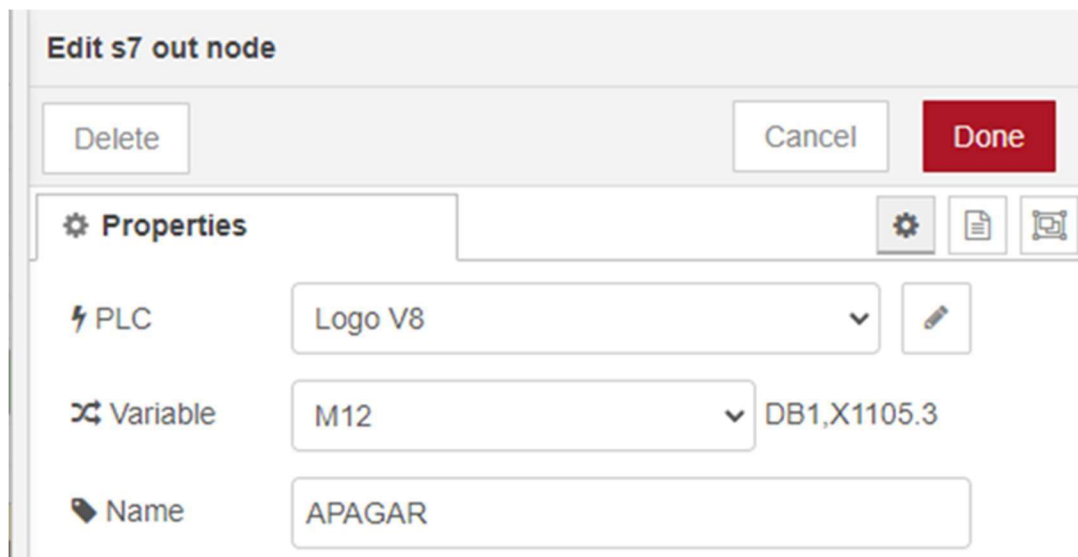 Edit s7 out node
Delete Cancel Done
Properties
PLC Logo V8
Variable M12 DB1,X1105.3
Name APAGAR